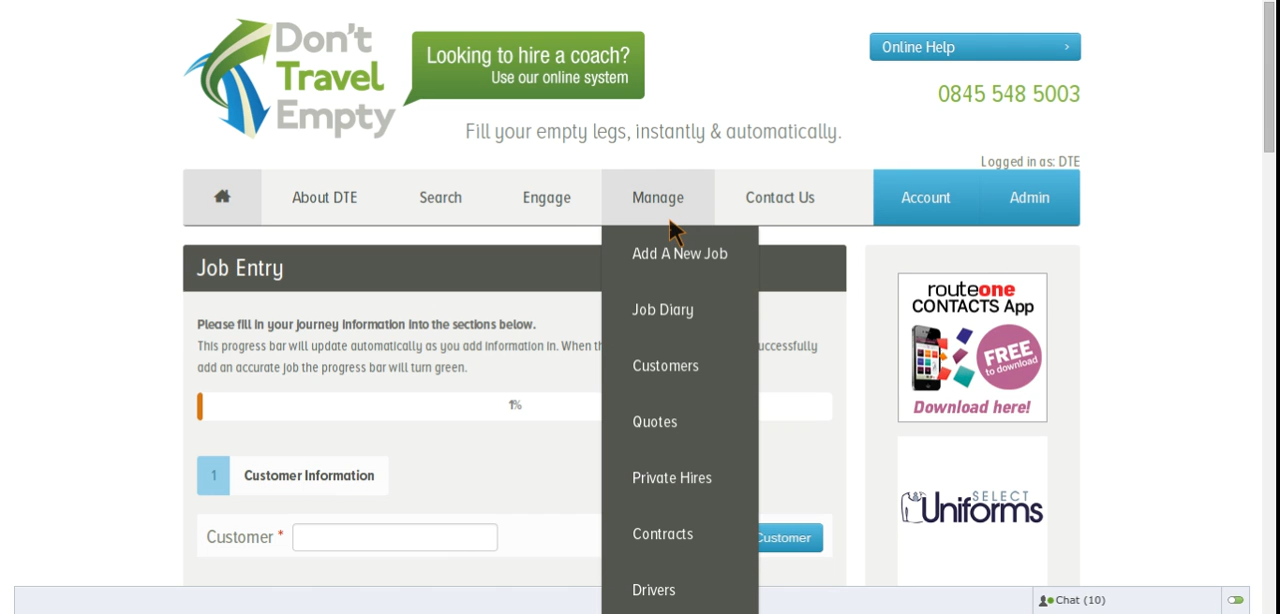 Don't
Travel
Empty
Looking to hire a coach?
Use our online system
Online Help
0845 548 5003
Fill your empty legs, instantly & automatically.
Logged in as: DTE
About DTE Search Engage Manage Contact Us Account Admin
Add A New Job
Job Diary
Customers
Quotes
Private Hires
Contracts
Drivers
Job Entry
Please fill in your journey information into the sections below.
This progress bar will update automatically as you add information in. When
uccessfully
add an accurate job the progress bar will turn green.
1%
1 Customer Information
Customer *
Customer
routeone
CONTACTS App
FREE
to download
Download here!
SELECT
Uniforms
Chat (10)